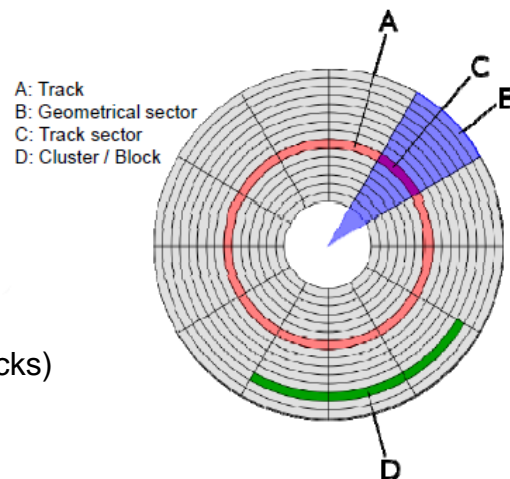 A
C
B
A: Track
B: Geometrical sector
C: Track sector
D: Cluster / Block
cks)
D